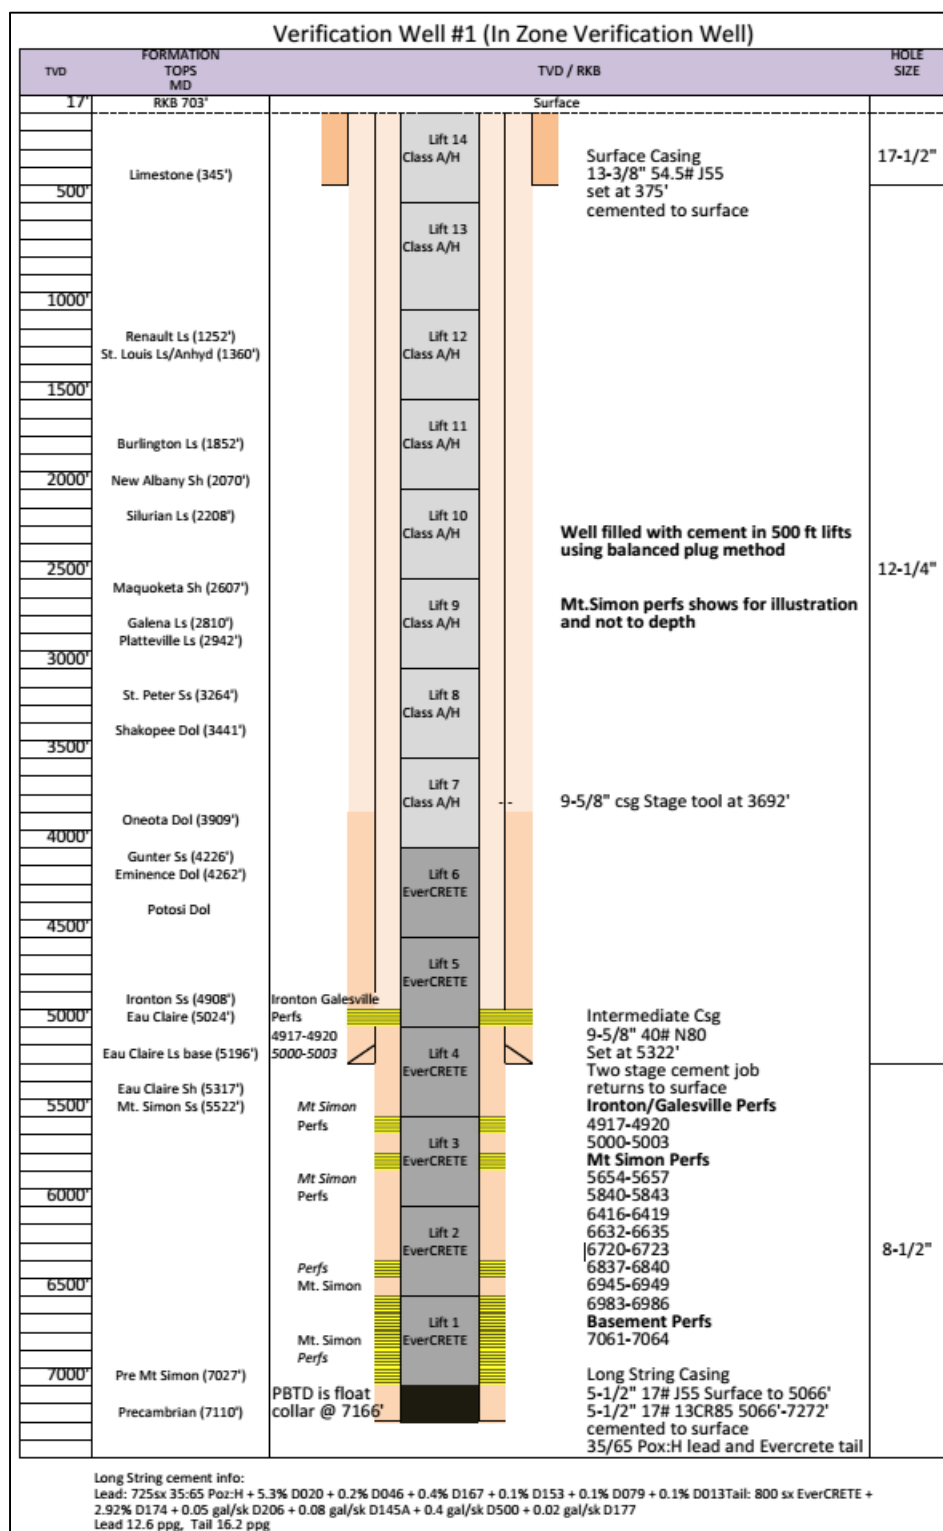 Verification Well #1 (In Zone Verification Well)
TVD
FORMATION
TOPS
MD
TVD / RKB
HOLE
SIZE
17'
RKB 703'
Surface
Lift 14
Class A/H
Surface Casing
13-3/8" 54.5# J55
set at 375'
cemented to surface
17-1/2"
Limestone (345')
500'
Lift 13
Class A/H
1000'
Renault Ls (1252')
St. Louis Ls/Anhyd (1360')
Lift 12
Class A/H
1500'
Burlington Ls (1852')
Lift 11
Class A/H
2000'
New Albany Sh (2070')
Silurian Ls (2208')
Lift 10
Class A/H
Well filled with cement in 500 ft lifts
using balanced plug method
2500'
12-1/4"
Maquoketa Sh (2607')
Galena Ls (2810')
Platteville Ls (2942')
Lift 9
Class A/H
Mt.Simon perfs shows for illustration
and not to depth
3000'
St. Peter Ss (3264')
Shakopee Dol (3441')
Lift 8
Class A/H
3500'
Lift 7
Class A/H
9-5/8" csg Stage tool at 3692'
Oneota Dol (3909')
4000'
Gunter Ss (4226')
Eminence Dol (4262')
Potosi Dol
Lift 6
EverCRETE
4500'
Lift 5
EverCRETE
Ironton Ss (4908')
Eau Claire (5024')
5000'
Ironton Galesville
Perfs
4917-4920
5000-5003
Eau Claire Ls base (5196')
Lift 4
EverCRETE
Intermediate Csg
9-5/8" 40# N80
Set at 5322'
Two stage cement job
returns to surface
Eau Claire Sh (5317')
Mt. Simon Ss (5522')
5500'
Mt Simon
Perfs
Lift 3
EverCRETE
Ironton/Galesville Perfs
4917-4920
5000-5003
Mt Simon Perfs
5654-5657
5840-5843
6416-6419
6632-6635
6720-6723
6837-6840
6945-6949
6983-6986
Mt Simon
Perfs
6000'
Lift 2
EverCRETE
8-1/2"
Perfs
Mt. Simon
6500'
Lift 1
EverCRETE
Basement Perfs
7061-7064
Mt. Simon
Perfs
7000'
Pre Mt Simon (7027')
Precambrian (7110')
PBTD is float
collar @ 7166'
Long String Casing
5-1/2" 17# J55 Surface to 5066'
5-1/2" 17# 13CR85 5066'-7272'
cemented to surface
35/65 Pox:H lead and Evercrete tail
Long String cement info:
Lead: 725sx 35:65 Poz:H + 5.3% D020 + 0.2% D046 + 0.4% D167 + 0.1% D153 + 0.1% D079 + 0.1% D013Tail: 800 sx EverCRETE +
2.92% D174 + 0.05 gal/sk D206 + 0.08 gal/sk D145A + 0.4 gal/sk D500 + 0.02 gal/sk D177
Lead 12.6 ppg, Tail 16.2 ppg